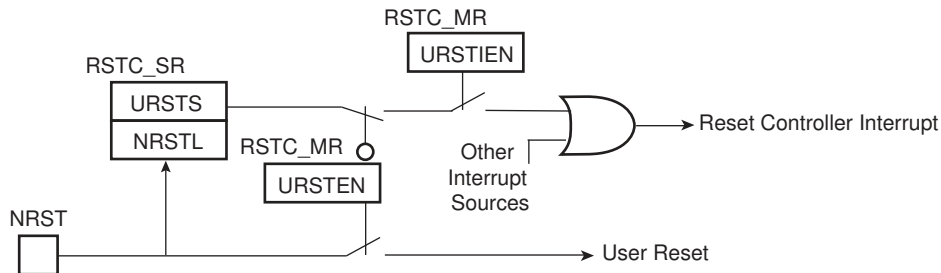 RSTC_MR
URSTIEN
RSTC_SR
URSTS
NRSTL
RSTC_MR
URSTEN
Other
Interrupt
Sources
Reset Controller Interrupt
NRST
User Reset